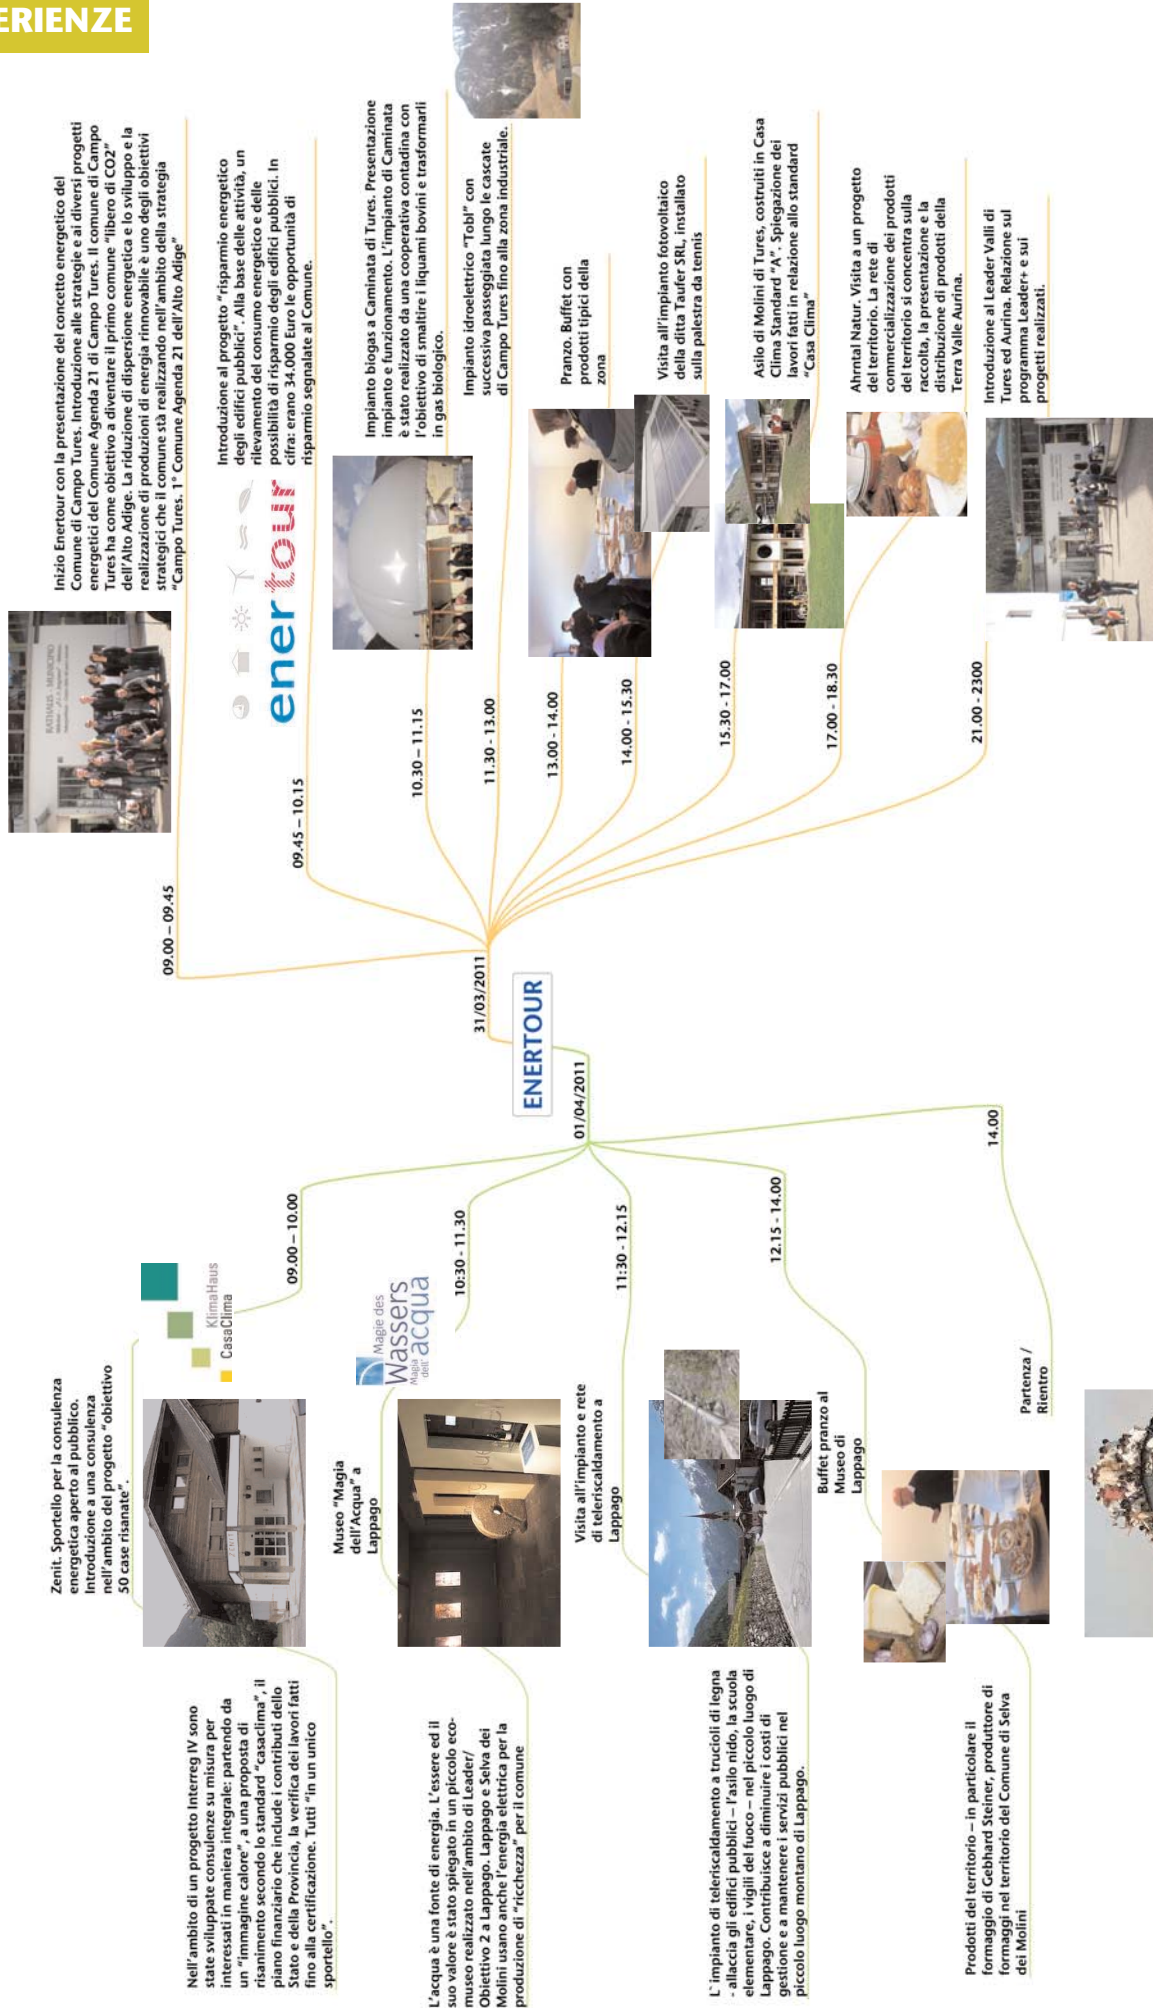 ERIENZE
ENERTOUR
31/03/2011
09.00 – 09.45
Inizio Enertour con la presentazione del concetto energetico del
Comune di Campo Tures. Introduzione alle strategie e ai diversi progetti
energetici del Comune Agenda 21 di Campo Tures. Il comune di Campo
Tures ha come obiettivo a diventare il primo comune "libero di CO2"
dell'Alto Adige. La riduzione di dispersione energetica e lo sviluppo e la
realizzazione di produzioni di energia rinnovabile è uno degli obiettivi
strategici che il comune stà realizzando nell'ambito della strategia
"Campo Tures. 1° Comune Agenda 21 dell'Alto Adige"
RATHAUS - MUNICIPIO
09.45 – 10.15
Introduzione al progetto "risparmio energetico
degli edifici pubblici". Alla base delle attività, un
rilevamento del consumo energetico e delle
possibilità di risparmio degli edifici pubblici. In
cifra: erano 34.000 Euro le opportunità di
risparmio segnalate al Comune.
enertour
10.30 – 11.15
Impianto biogas a Caminata di Tures. Presentazione
impianto e funzionamento. L'impianto di Caminata
è stato realizzato da una cooperativa contadina con
l'obiettivo di smaltire i liquami bovini e trasformarli
in gas biologico.
11.30 - 13.00
Impianto idroelettrico "Tobl" con
successiva passeggiata lungo le cascate
di Campo Tures fino alla zona industriale.
13.00 - 14.00
Pranzo. Buffet con
prodotti tipici della
zona
14.00 - 15.30
Visita all'impianto fotovoltaico
della ditta Taufer SRL, installato
sulla palestra da tennis
15.30 - 17.00
Asilo di Molini di Tures, costruiti in Casa
Clima Standard "A". Spiegazione dei
lavori fatti in relazione allo standard
"Casa Clima"
17.00 - 18.30
Ahrntal Natur. Visita a un progetto
del territorio. La rete di
commercializzazione dei prodotti
del territorio si concentra sulla
raccolta, la presentazione e la
distribuzione di prodotti della
Terra Valle Aurina.
21.00 - 2300
Introduzione al Leader Valli di
Tures ed Aurina. Relazione sul
programma Leader+ e sui
progetti realizzati.
01/04/2011
09.00 – 10.00
KlimaHaus
CasaClima
Zenit. Sportello per la consulenza
energetica aperto al pubblico.
Introduzione a una consulenza
nell'ambito del progetto "obiettivo
50 case risanate".
ZENIT
Nell'ambito di un progetto Interreg IV sono
state sviluppate consulenze su misura per
interessati in maniera integrale: partendo da
un "immagine calore", a una proposta di
risanimento secondo lo standard "casaclima", il
piano finanziario che include i contributi dello
Stato e della Provincia, la verifica dei lavori fatti
fino alla certificazione. Tutti "in un unico
sportello".
10:30 - 11.30
Magie des
Wassers
Magia
dell'acqua
Museo "Magia
dell'Acqua" a
Lappago
L'acqua è una fonte di energia. L'essere ed il
suo valore è stato spiegato in un piccolo eco-
museo realizzato nell'ambito di Leader/
Obiettivo 2 a Lappago. Lappago e Selva dei
Molini usano anche l'energia elettrica per la
produzione di "ricchezza" per il comune
11:30 - 12.15
Visita all'impianto e rete
di teleriscaldamento a
Lappago
L`impianto di teleriscaldamento a trucioli di legna
- allaccia gli edifici pubblici – l'asilo nido, la scuola
elementare, i vigili del fuoco – nel piccolo luogo di
Lappago. Contribuisce a diminuire i costi di
gestione e a mantenere i servizi pubblici nel
piccolo luogo montano di Lappago.
12.15 - 14.00
Buffet pranzo al
Museo di
Lappago
Prodotti del territorio – in particolare il
formaggio di Gebhard Steiner, produttore di
formaggi nel territorio del Comune di Selva
dei Molini
14.00
Partenza /
Rientro